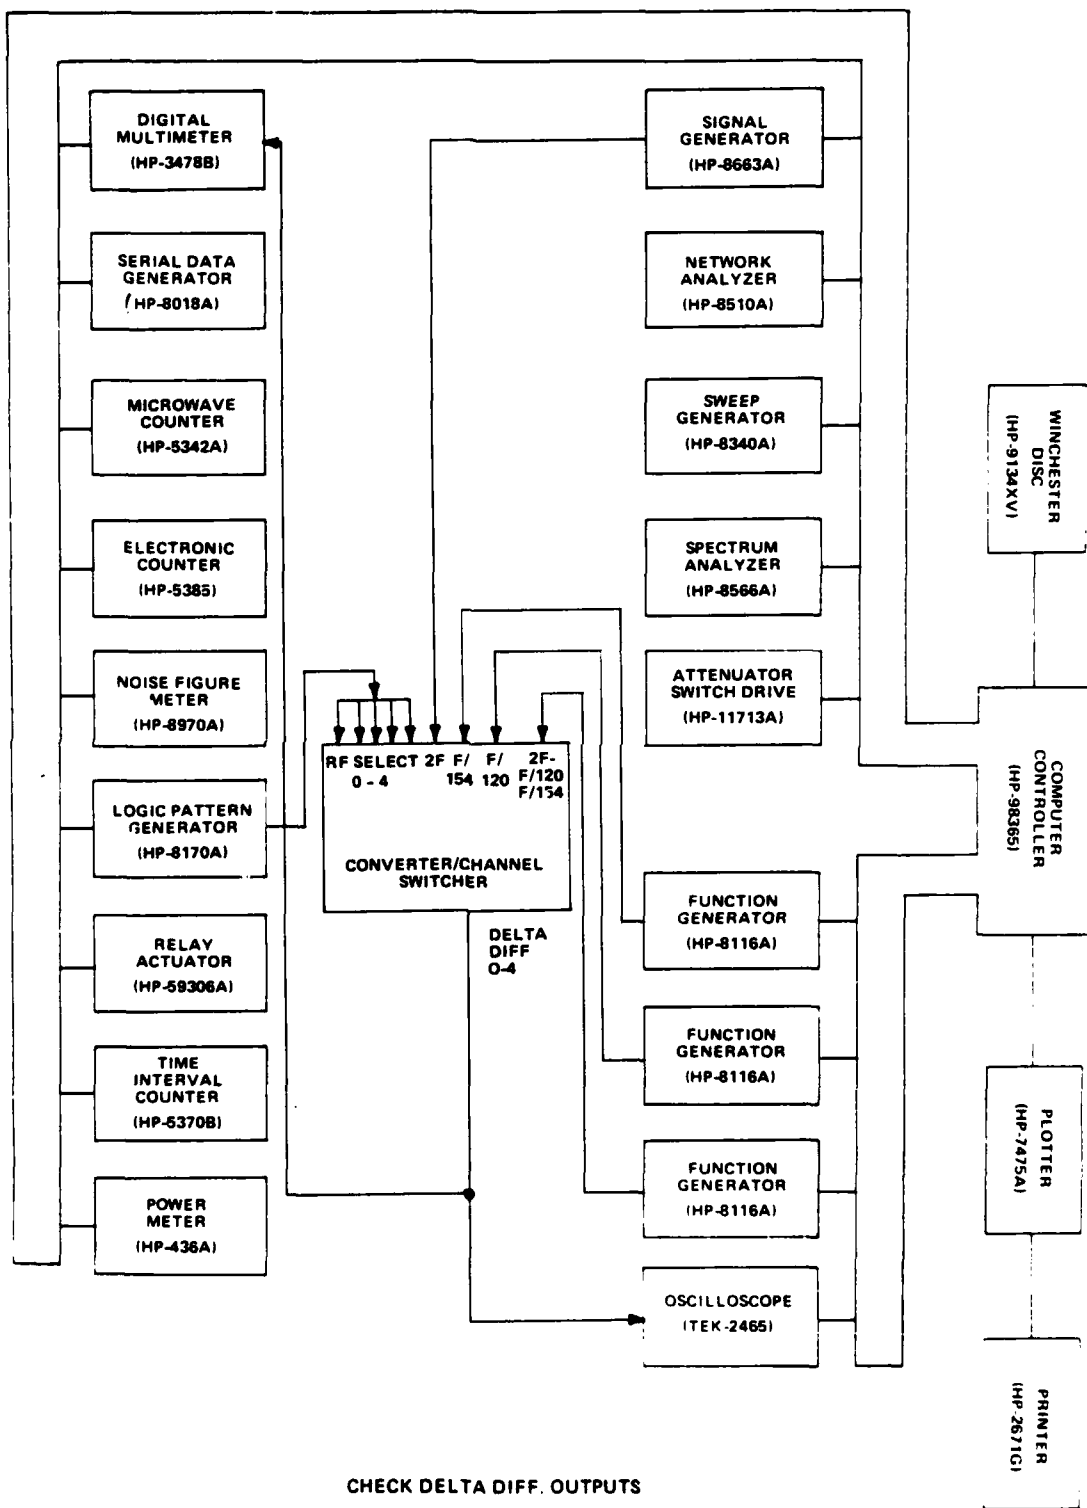 DIGITAL
MULTIMETER
(HP-3478B)
SERIAL DATA
GENERATOR
(HP-8018A)
MICROWAVE
COUNTER
(HP-5342A)
ELECTRONIC
COUNTER
(HP-5385)
NOISE FIGURE
METER
(HP-8970A)
LOGIC PATTERN
GENERATOR
(HP-8170A)
RELAY
ACTUATOR
(HP-59306A)
TIME
INTERVAL
COUNTER
(HP-5370B)
POWER
METER
(HP-436A)
RF SELECT
0 - 4
2F
F/
154
F/
120
2F-
F/120
F/154
CONVERTER/CHANNEL
SWITCHER
DELTA
DIFF
O-4
SIGNAL
GENERATOR
(HP-8663A)
NETWORK
ANALYZER
(HP-8510A)
SWEEP
GENERATOR
(HP-8340A)
SPECTRUM
ANALYZER
(HP-8566A)
ATTENUATOR
SWITCH DRIVE
(HP-11713A)
FUNCTION
GENERATOR
(HP-8116A)
FUNCTION
GENERATOR
(HP-8116A)
FUNCTION
GENERATOR
(HP-8116A)
OSCILLOSCOPE
(TEK-2465)
WINCHESTER
DISC
(HP-9134XV)
COMPUTER
CONTROLLER
(HP-98365)
PLOTTER
(HP-7475A)
PRINTER
(HP-2671G)
CHECK DELTA DIFF. OUTPUTS